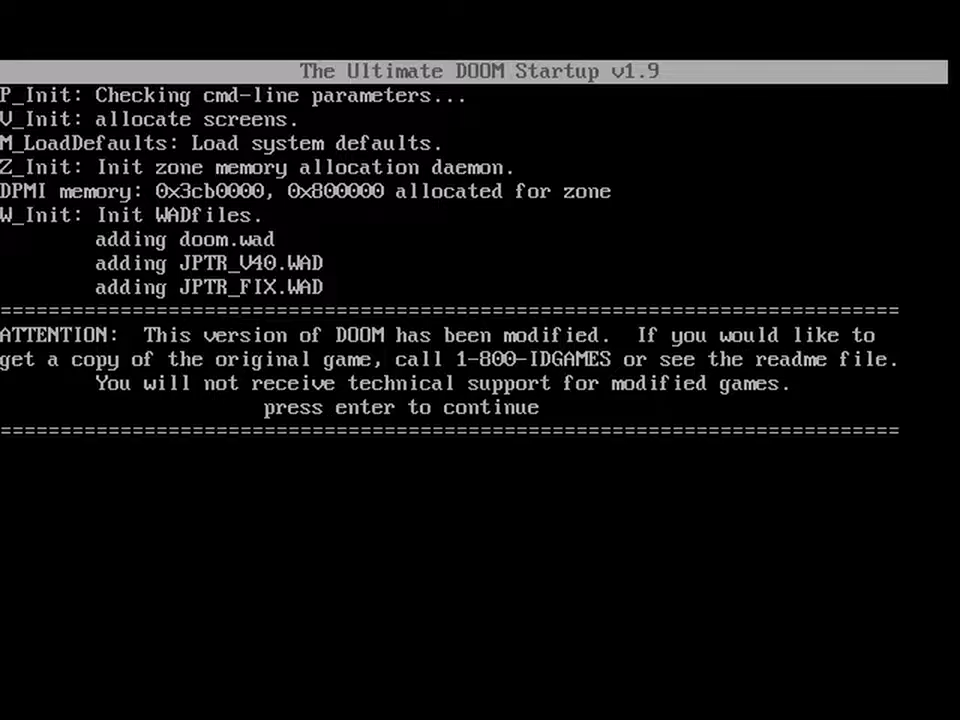 The Ultimate DOOM Startup v1.9
P_Init: Checking cmd-line parameters...
V_Init: allocate screens.
M_LoadDefaults: Load system defaults.
Z_Init: Init zone memory allocation daemon.
DPMI memory: 0x3cb0000, 0x800000 allocated for zone
W_Init: Init WADfiles.
adding doom.wad
adding JPTR_V40.WAD
adding JPTR_FIX.WAD
===========================================================================
ATTENTION:  This version of DOOM has been modified.  If you would like to
get a copy of the original game, call 1-800-IDGAMES or see the readme file.
You will not receive technical support for modified games.
press enter to continue
===========================================================================